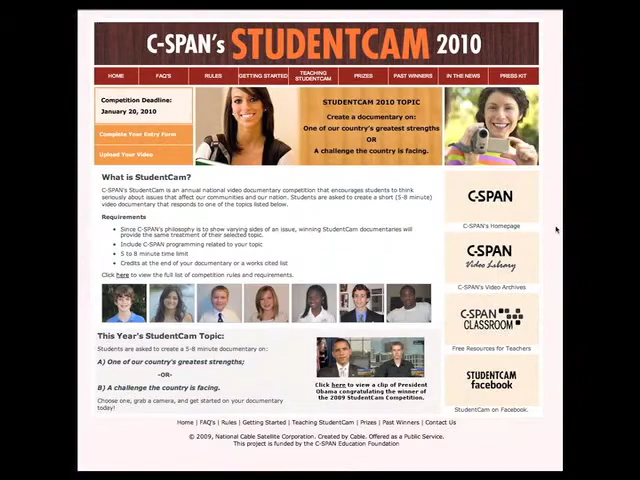 C-SPAN's STUDENTCAM 2010
HOME
FAQ'S
RULES
GETTING STARTED
TEACHING
STUDENTCAM
PRIZES
PAST WINNERS
IN THE NEWS
PRESS KIT
Competition Deadline:
January 20, 2010
Complete Your Entry Form
Upload Your Video
STUDENTCAM 2010 TOPIC
Create a documentary on:
One of our country's greatest strengths
OR
A challenge the country is facing.
What is StudentCam?
C-SPAN's StudentCam is an annual national video documentary competition that encourages students to think
seriously about issues that affect our communities and our nation. Students are asked to create a short (5-8 minute)
video documentary that responds to one of the topics listed below.
Requirements
• Since C-SPAN's philosophy is to show varying sides of an issue, winning StudentCam documentaries will
provide the same treatment of their selected topic.
• Include C-SPAN programming related to your topic
• 5 to 8 minute time limit
• Credits at the end of your documentary or a works cited list
Click here to view the full list of competition rules and requirements.
This Year's StudentCam Topic:
Students are asked to create a 5-8 minute documentary on:
A) One of our country's greatest strengths;
-OR-
B) A challenge the country is facing.
Choose one, grab a camera, and get started on your documentary
today!
Click here to view a clip of President
Obama congratulating the winner of
the 2009 StudentCam Competition.
C-SPAN
C-SPAN's Homepage
C-SPAN
Video Library
C-SPAN's Video Archives
C-SPAN
CLASSROOM
Free Resources for Teachers
STUDENTCAM
facebook
StudentCam on Facebook.
Home | FAQ's | Rules | Getting Started | Teaching StudentCam | Prizes | Past Winners | Contact Us
© 2009, National Cable Satellite Corporation. Created by Cable. Offered as a Public Service.
This project is funded by the C-SPAN Education Foundation